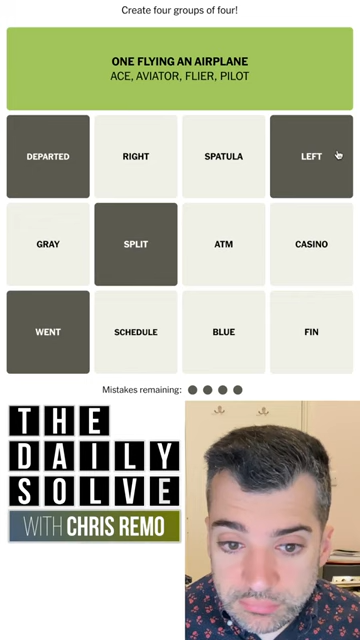 Create four groups of four!
ONE FLYING AN AIRPLANE
ACE, AVIATOR, FLIER, PILOT
DEPARTED RIGHT SPATULA LEFT
GRAY SPLIT ATM CASINO
WENT SCHEDULE BLUE FIN
Mistakes remaining:
THE
DAILY
SOLVE
WITH CHRIS REMO